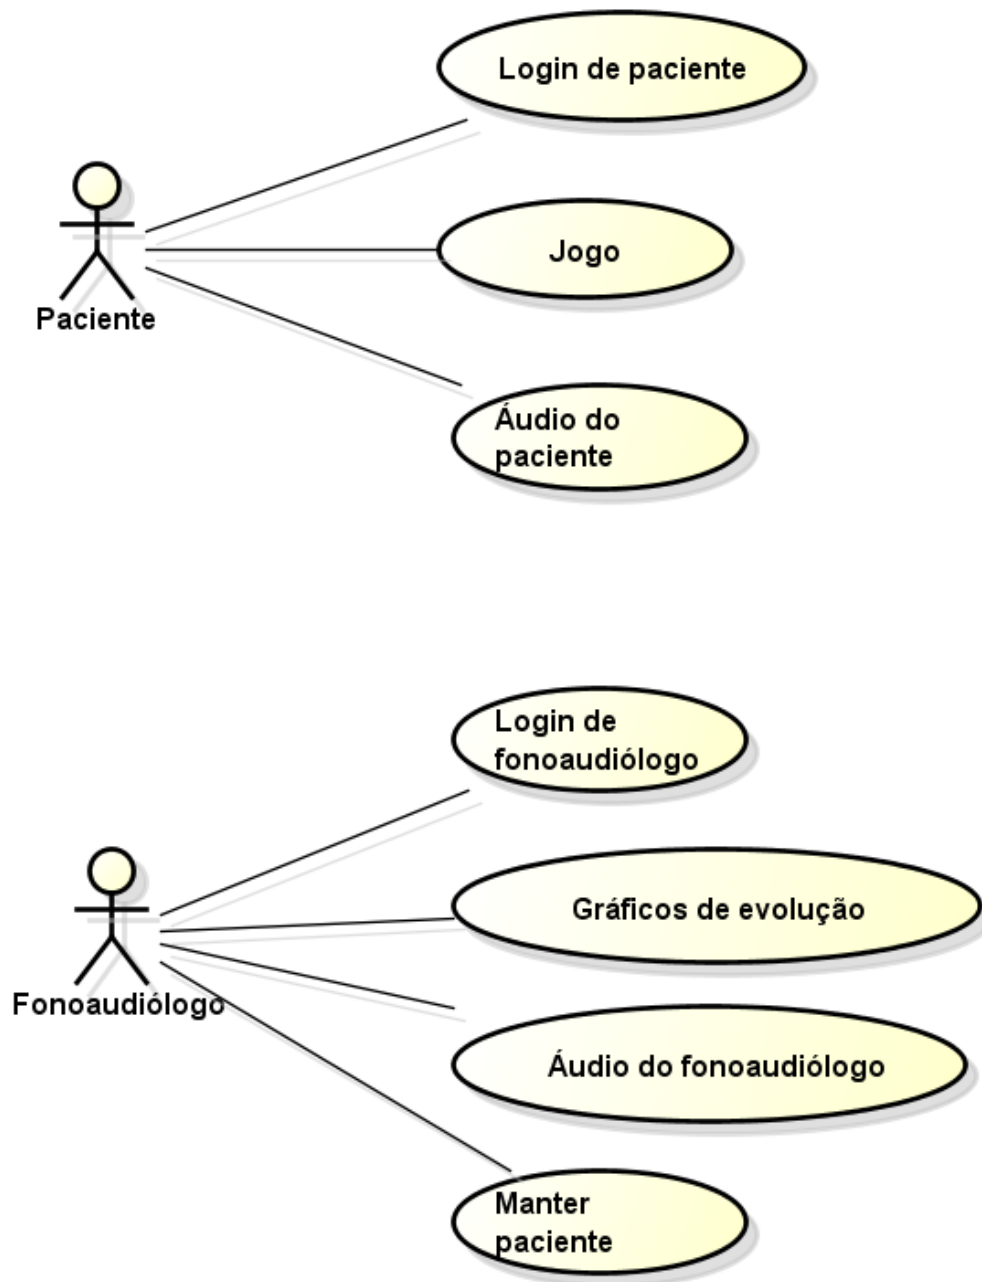 Login de paciente
Jogo
Paciente
Áudio do
paciente
Login de
fonoaudiólogo
Gráficos de evolução
Fonoaudiólogo
Áudio do fonoaudiólogo
Manter
paciente